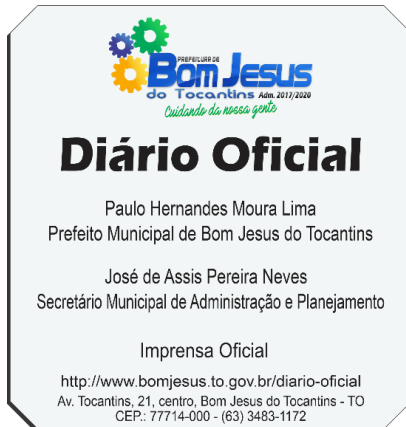 PREFEITURA DE
Bom Jesus
do Tocantins Adm. 2017/2020
Cuidando da nossa gente
Diário Oficial
Paulo Hernandes Moura Lima
Prefeito Municipal de Bom Jesus do Tocantins
José de Assis Pereira Neves
Secretário Municipal de Administração e Planejamento
Imprensa Oficial
http://www.bomjesus.to.gov.br/diario-oficial
Av. Tocantins, 21, centro, Bom Jesus do Tocantins - TO
CEP.: 77714-000 - (63) 3483-1172